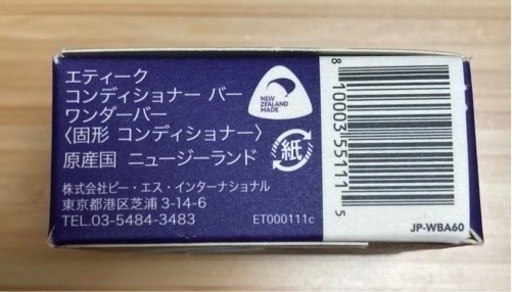 エティーク
コンディショナー バー
ワンダーバー
〈固形 コンディショナー〉
原産国 ニュージーランド
NEW
ZEALAND
MADE
紙
株式会社ビー・エス・インターナショナル
東京都港区芝浦 3-14-6
TEL.03-5484-3483
ET000111c
8 10003 55111 5
JP-WBA60